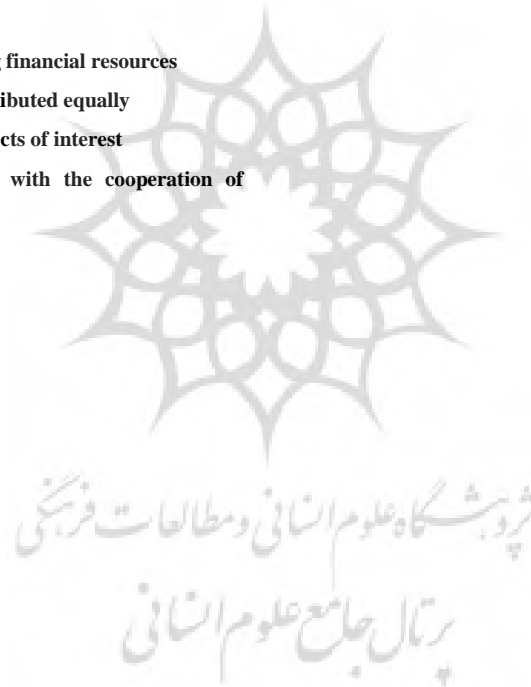 financial resources
ibuted equally
cts of interest
with the cooperation of
پژوهشگاه علوم انسانی و مطالعات فرهنگی
پرتال جامع علوم انسانی